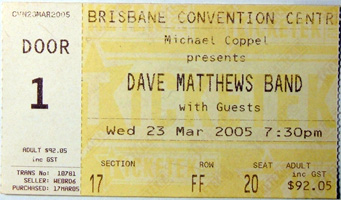 CVN23MAR2005
DOOR
1
ADULT $92.05
inc GST
TRANS No: 10781
SELLER: WEBRD6
PURCHASED: 17MAR05
BRISBANE CONVENTION CENTR
Michael Coppel
presents
DAVE MATTHEWS BAND
with Guests
Wed 23 Mar 2005 7:30pm
SECTION ROW SEAT ADULT
17 FF 20 inc GST
$92.05